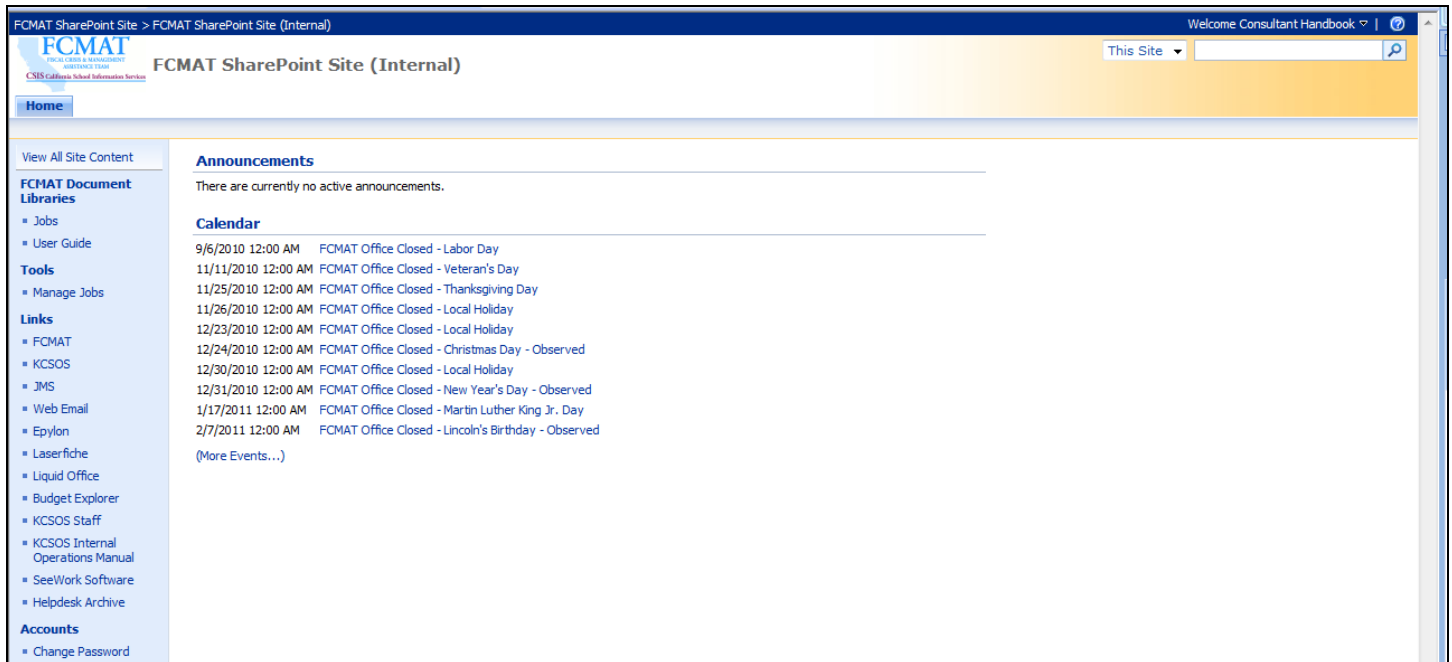 FCMAT SharePoint Site > FCMAT SharePoint Site (Internal)
Welcome Consultant Handbook
FCMAT
FISCAL CRISIS & MANAGEMENT
ASSISTANCE TEAM
CSIS California School Information Services
FCMAT SharePoint Site (Internal)
This Site
Home
View All Site Content
FCMAT Document
Libraries
Jobs
User Guide
Tools
Manage Jobs
Links
FCMAT
KCSOS
JMS
Web Email
Epylon
Laserfiche
Liquid Office
Budget Explorer
KCSOS Staff
KCSOS Internal
Operations Manual
SeeWork Software
Helpdesk Archive
Accounts
Change Password
Announcements
There are currently no active announcements.
Calendar
9/6/2010 12:00 AM FCMAT Office Closed - Labor Day
11/11/2010 12:00 AM FCMAT Office Closed - Veteran's Day
11/25/2010 12:00 AM FCMAT Office Closed - Thanksgiving Day
11/26/2010 12:00 AM FCMAT Office Closed - Local Holiday
12/23/2010 12:00 AM FCMAT Office Closed - Local Holiday
12/24/2010 12:00 AM FCMAT Office Closed - Christmas Day - Observed
12/30/2010 12:00 AM FCMAT Office Closed - Local Holiday
12/31/2010 12:00 AM FCMAT Office Closed - New Year's Day - Observed
1/17/2011 12:00 AM FCMAT Office Closed - Martin Luther King Jr. Day
2/7/2011 12:00 AM FCMAT Office Closed - Lincoln's Birthday - Observed
(More Events...)